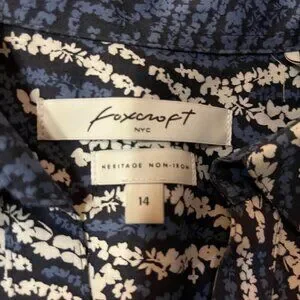 foxcroft
NYC
HERITAGE NON-IRON
14